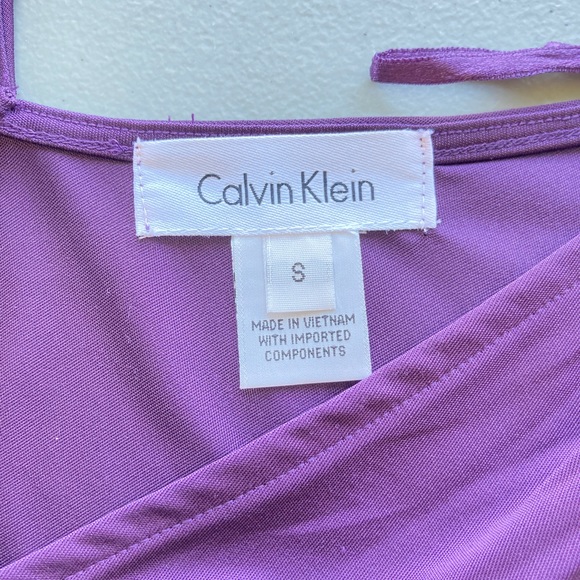 Calvin Klein
S
MADE IN VIETNAM
WITH IMPORTED
COMPONENTS